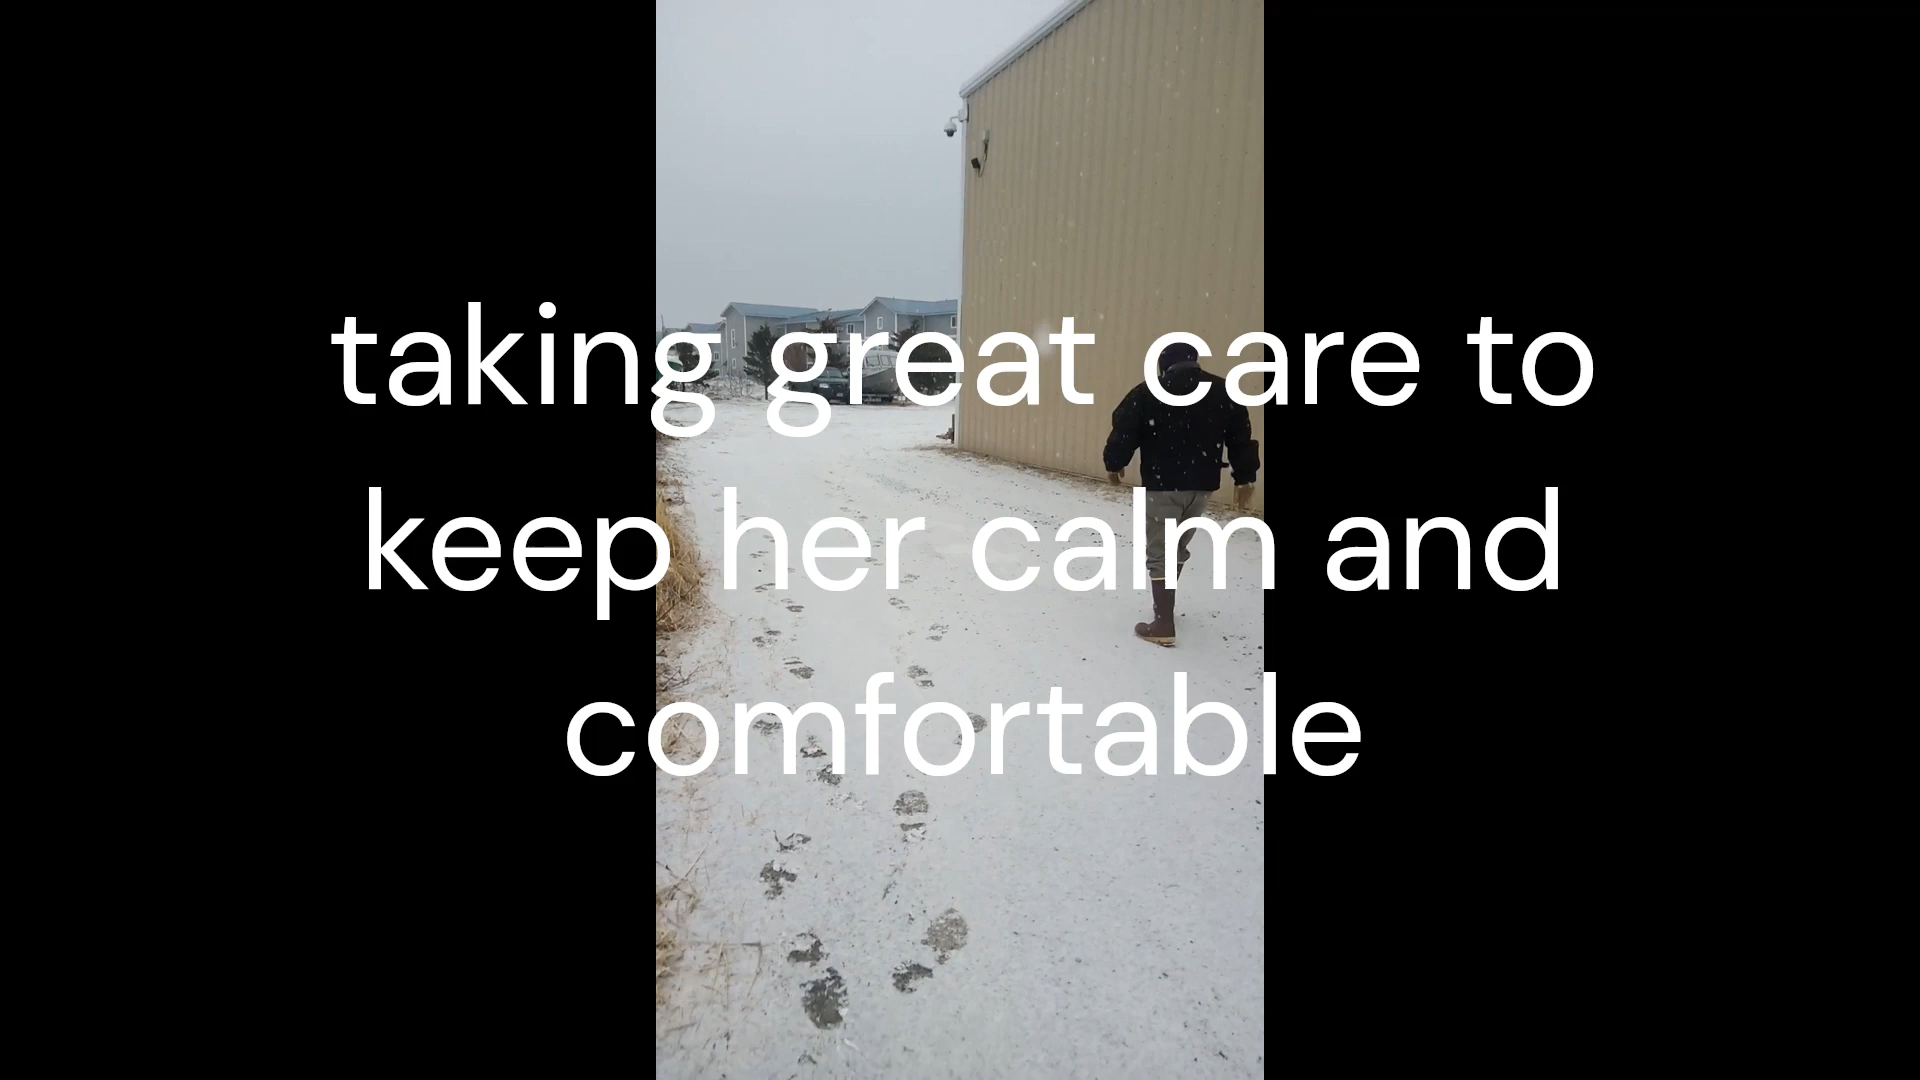 taking great care to
keep her calm and
comfortable